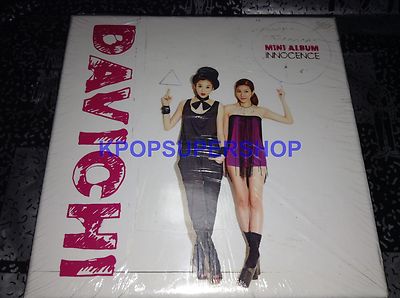 DAVICHI
MINI ALBUM
INNOCENCE
KPOPSUPERSHOP